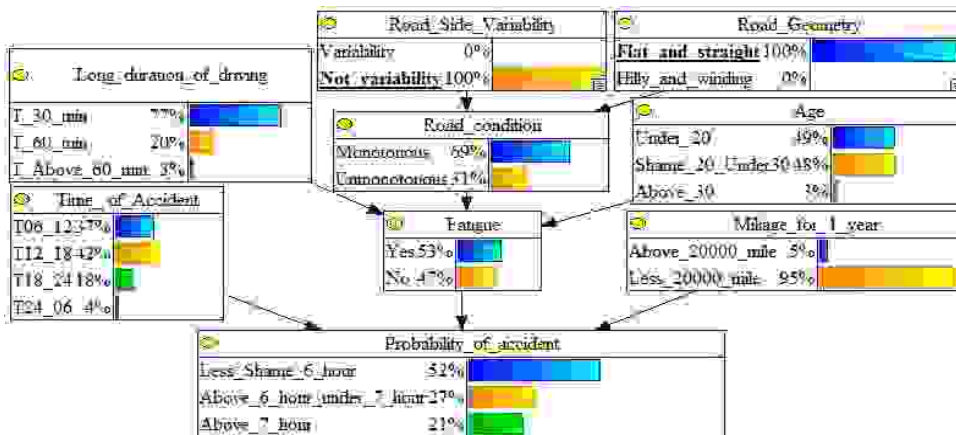 Road_Side_Variability
Variability 0%
Not_variability 100%
Road_Geometry
Flat_and_straight 100%
Hilly_and_winding 0%
Long_duration_of_driving
T_30_min 77%
T_60_min 20%
T_Above_60_min 3%
Road_condition
Monotonous 69%
Unmonotonous 31%
Age
Under_20 49%
Shame_20_Under30 48%
Above_30
Time_of_Accident
T06_12 37%
T12_18 42%
T18_24 18%
T24_06 4%
Fatigue
Yes 53%
No 47%
Milage_for_1_year
Above_20000_mile 5%
Less_20000_mile 95%
Probability_of_accident
Less_Shame_6_hour 52%
Above_6_hour_under_7_hour 27%
Above_7_hour 21%